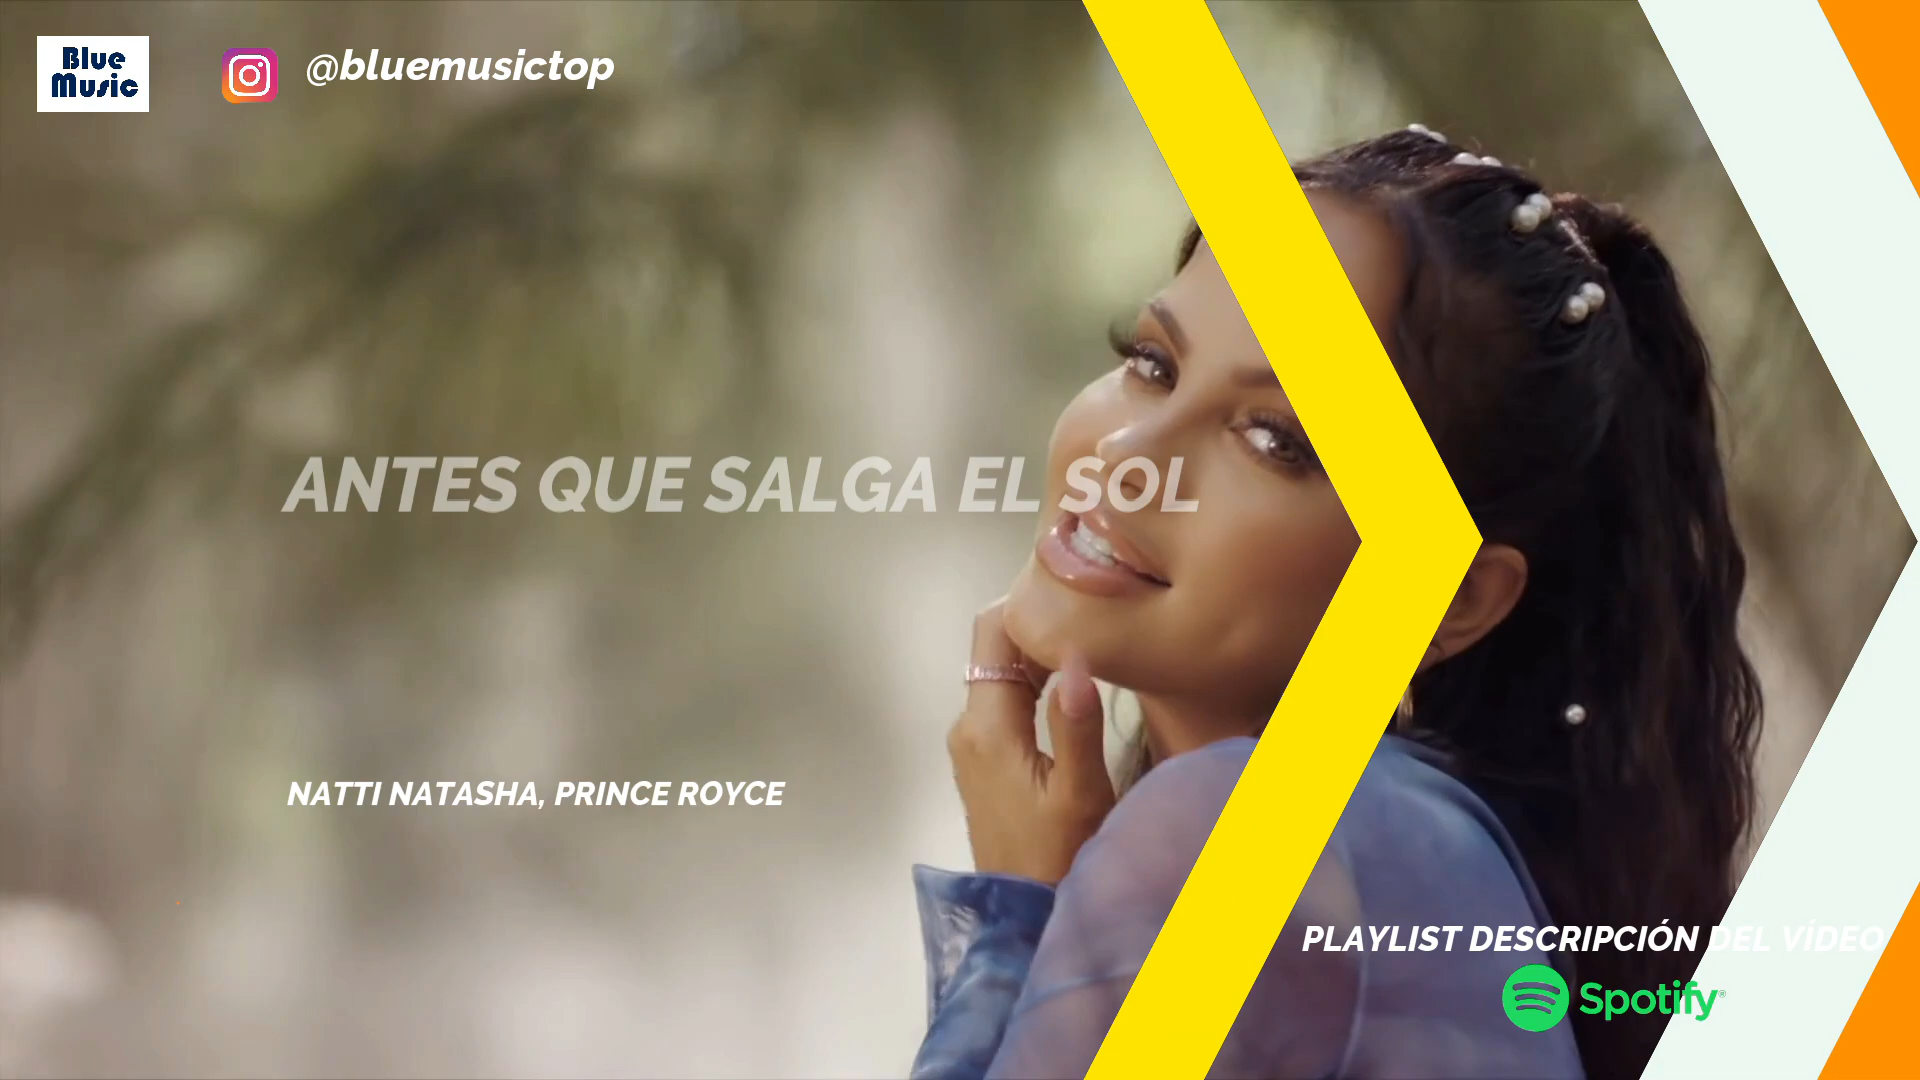 Blue
Music
@bluemusictop
ANTES QUE SALGA EL SOL
NATTI NATASHA, PRINCE ROYCE
PLAYLIST DESCRIPCIÓN DEL VÍDEO
Spotify®